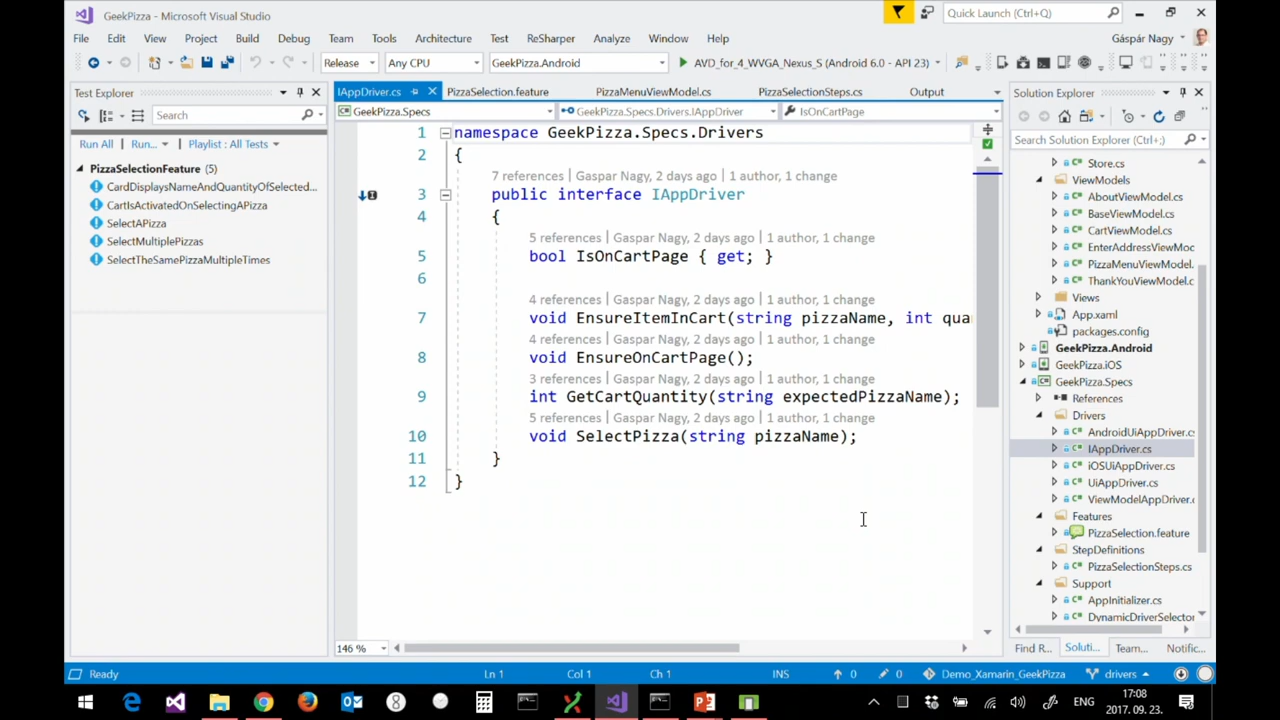 GeekPizza - Microsoft Visual Studio
Quick Launch (Ctrl+Q)
File Edit View Project Build Debug Team Tools Architecture Test ReSharper Analyze Window Help
Gáspár Nagy
Release Any CPU GeekPizza.Android AVD_for_4_WVGA_Nexus_S (Android 6.0 - API 23)
Test Explorer
Search
Run All | Run... | Playlist : All Tests
PizzaSelectionFeature (5)
CardDisplaysNameAndQuantityOfSelected...
CartIsActivatedOnSelectingAPizza
SelectAPizza
SelectMultiplePizzas
SelectTheSamePizzaMultipleTimes
IAppDriver.cs PizzaSelection.feature PizzaMenuViewModel.cs PizzaSelectionSteps.cs Output
GeekPizza.Specs GeekPizza.Specs.Drivers.IAppDriver IsOnCartPage
1 namespace GeekPizza.Specs.Drivers
2 {
7 references | Gaspar Nagy, 2 days ago | 1 author, 1 change
3 public interface IAppDriver
4 {
5 references | Gaspar Nagy, 2 days ago | 1 author, 1 change
5 bool IsOnCartPage { get; }
6
4 references | Gaspar Nagy, 2 days ago | 1 author, 1 change
7 void EnsureItemInCart(string pizzaName, int qua
4 references | Gaspar Nagy, 2 days ago | 1 author, 1 change
8 void EnsureOnCartPage();
3 references | Gaspar Nagy, 2 days ago | 1 author, 1 change
9 int GetCartQuantity(string expectedPizzaName);
5 references | Gaspar Nagy, 2 days ago | 1 author, 1 change
10 void SelectPizza(string pizzaName);
11 }
12 }
146 %
Solution Explorer
Search Solution Explorer (Ctrl+;)
Store.cs
ViewModels
AboutViewModel.cs
BaseViewModel.cs
CartViewModel.cs
EnterAddressViewMoc
PizzaMenuViewModel.
ThankYouViewModel.c
Views
App.xaml
packages.config
GeekPizza.Android
GeekPizza.iOS
GeekPizza.Specs
References
Drivers
AndroidUiAppDriver.cs
IAppDriver.cs
iOSUiAppDriver.cs
UiAppDriver.cs
ViewModelAppDriver.c
Features
PizzaSelection.feature
StepDefinitions
PizzaSelectionSteps.cs
Support
AppInitializer.cs
DynamicDriverSelector
Find R... Soluti... Team... Notific...
Ready Ln 1 Col 1 Ch 1 INS 0 0 Demo_Xamarin_GeekPizza drivers
ENG
17:08
2017. 09. 23.